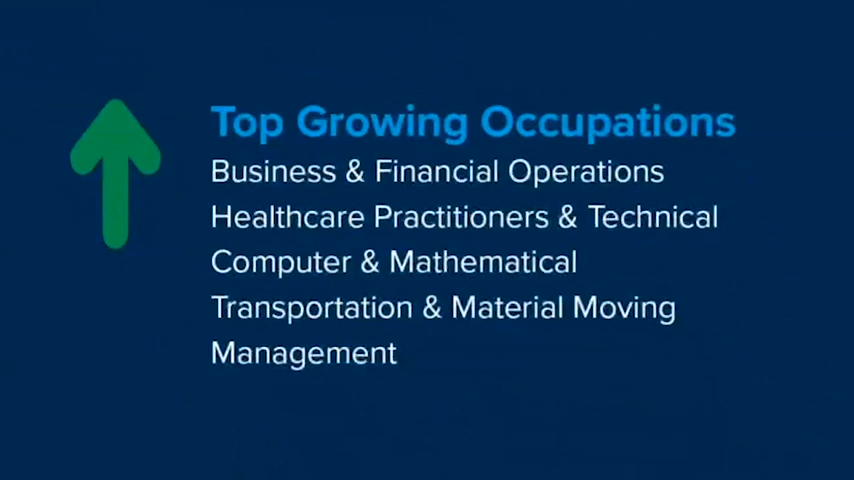 Top Growing Occupations
Business & Financial Operations
Healthcare Practitioners & Technical
Computer & Mathematical
Transportation & Material Moving
Management